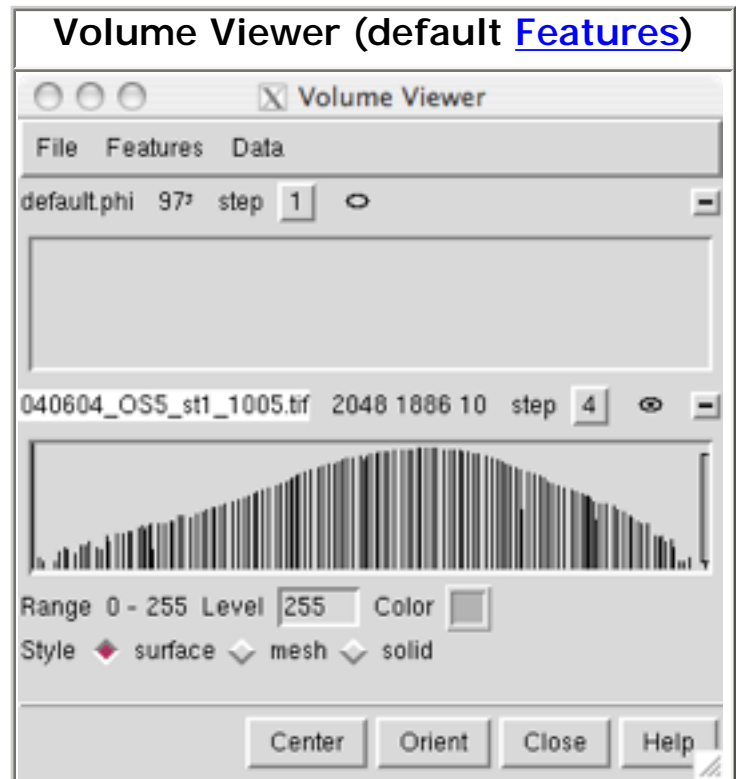 Volume Viewer (default Features)
X Volume Viewer
File Features Data
default.phi 97³ step 1
040604_OS5_st1_1005.tif 2048 1886 10 step 4
Range 0 - 255 Level 255 Color
Style surface mesh solid
Center Orient Close Help